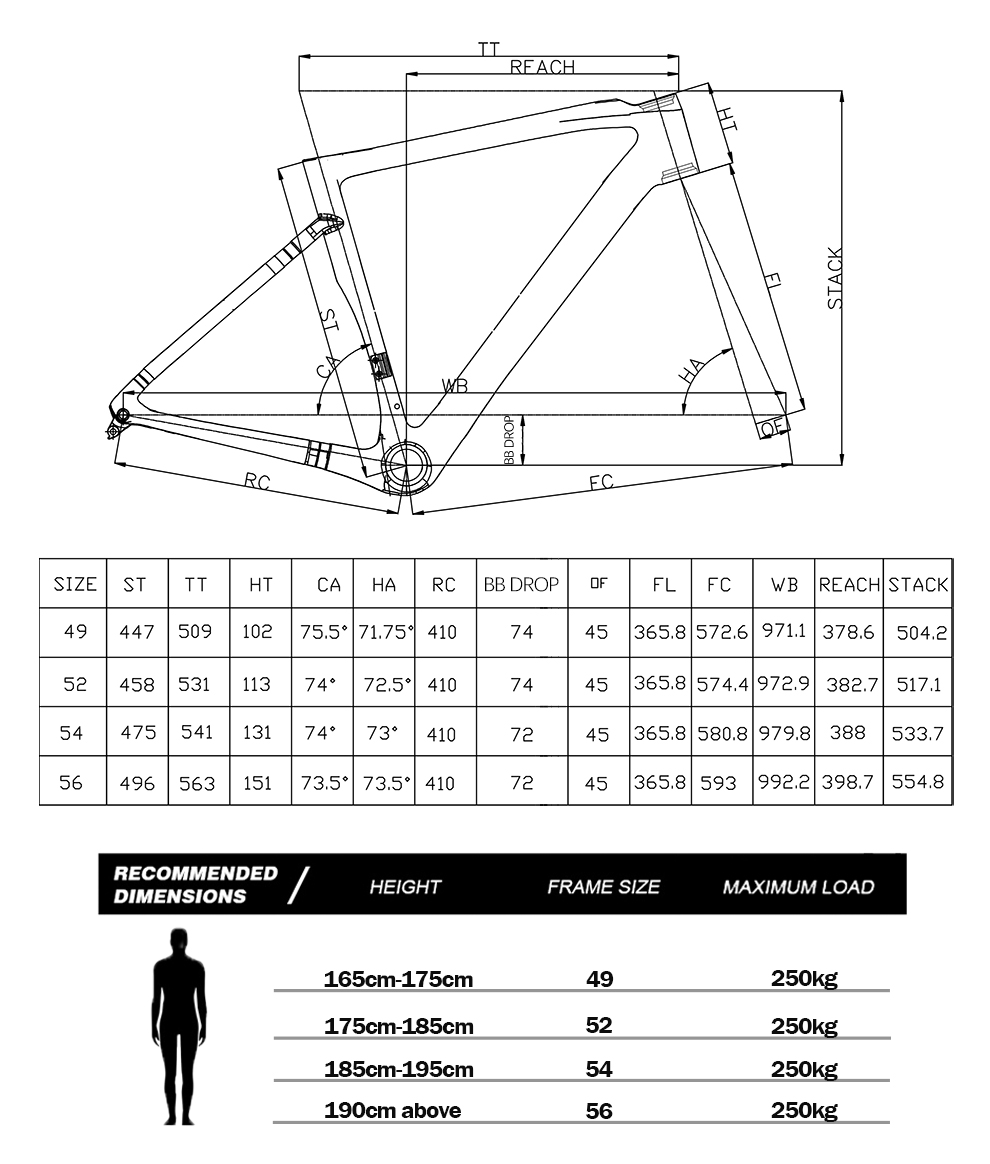 TT
REACH
HT
STACK
FL
ST
CA
HA
WB
OF
BB DROP
RC
FC
SIZE ST TT HT CA HA RC BB DROP OF FL FC WB REACH STACK
49 447 509 102 75.5° 71.75° 410 74 45 365.8 572.6 971.1 378.6 504.2
52 458 531 113 74° 72.5° 410 74 45 365.8 574.4 972.9 382.7 517.1
54 475 541 131 74° 73° 410 72 45 365.8 580.8 979.8 388 533.7
56 496 563 151 73.5° 73.5° 410 72 45 365.8 593 992.2 398.7 554.8
RECOMMENDED
DIMENSIONS / HEIGHT FRAME SIZE MAXIMUM LOAD
165cm-175cm 49 250kg
175cm-185cm 52 250kg
185cm-195cm 54 250kg
190cm above 56 250kg